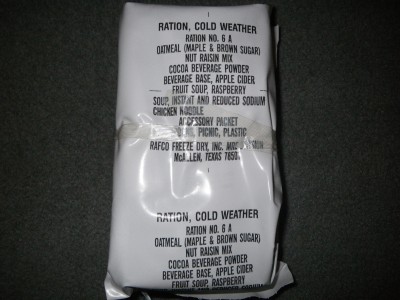 RATION, COLD WEATHER
RATION NO. 6 A
OATMEAL (MAPLE & BROWN SUGAR)
NUT RAISIN MIX
COCOA BEVERAGE POWDER
BEVERAGE BASE, APPLE CIDER
FRUIT SOUP, RASPBERRY
SOUP, INSTANT AND REDUCED SODIUM
CHICKEN NOODLE
ACCESSORY PACKET
PICNIC, PLASTIC
RAFCO FREEZE DRY, INC.
McALLEN, TEXAS
RATION, COLD WEATHER
RATION NO. 6 A
OATMEAL (MAPLE & BROWN SUGAR)
NUT RAISIN MIX
COCOA BEVERAGE POWDER
BEVERAGE BASE, APPLE CIDER
FRUIT SOUP, RASPBERRY